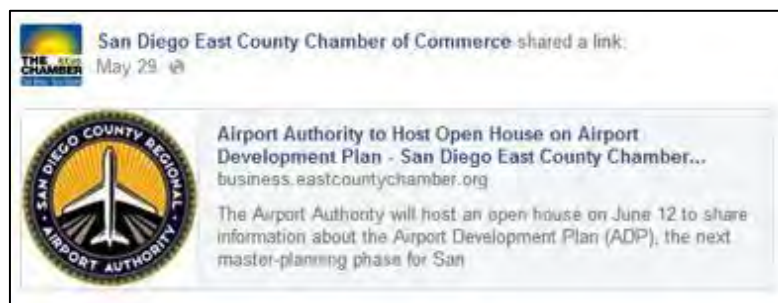 San Diego East County Chamber of Commerce shared a link.
May 29
THE
CHAMBER
SAN DIEGO COUNTY REGIONAL
AIRPORT AUTHORITY
Airport Authority to Host Open House on Airport
Development Plan - San Diego East County Chamber...
business.eastcountychamber.org
The Airport Authority will host an open house on June 12 to share
information about the Airport Development Plan (ADP), the next
master-planning phase for San